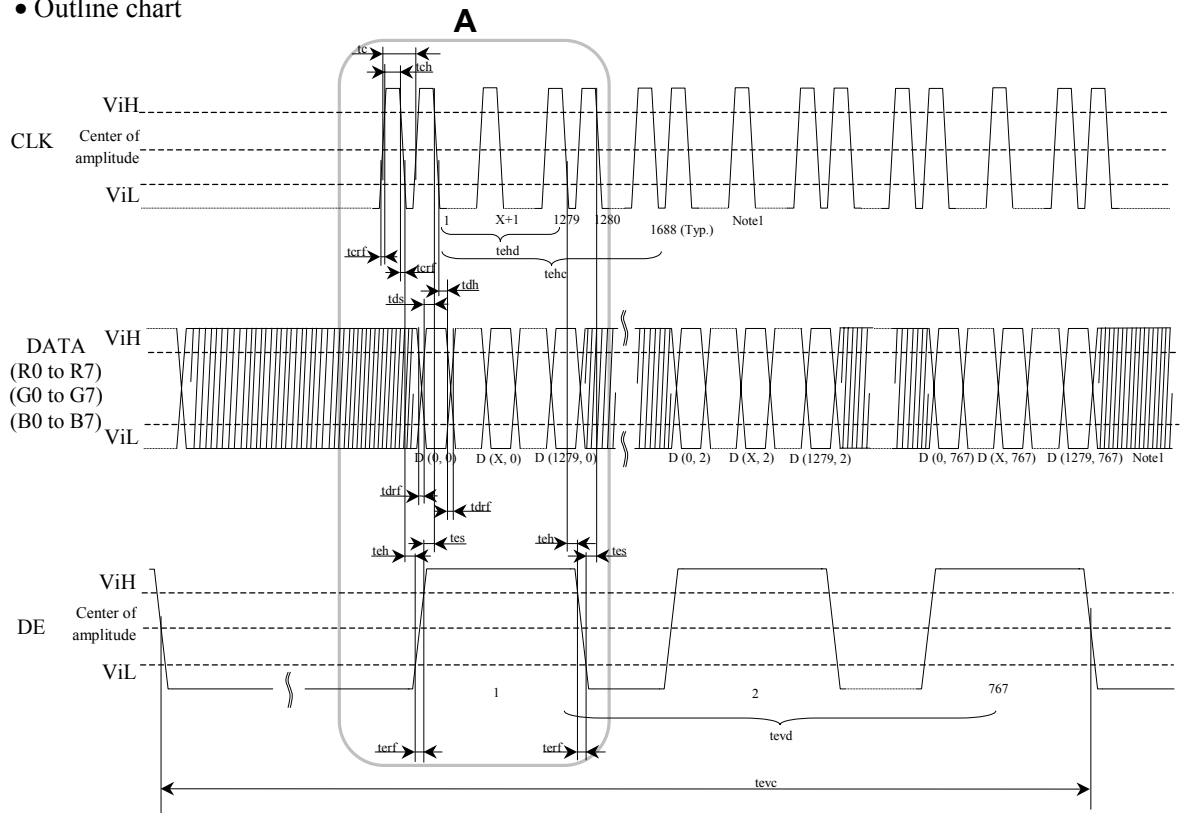 • Outline chart
A
tc
tch
ViH
CLK
Center of
amplitude
ViL
1
X+1
1279
1280
1688 (Typ.)
Note1
tehd
tehc
tcrf
tcrf
tdh
tds
DATA
ViH
(R0 to R7)
(G0 to G7)
(B0 to B7)
ViL
D (0, 0)
D (X, 0)
D (1279, 0)
D (0, 2)
D (X, 2)
D (1279, 2)
D (0, 767)
D (X, 767)
D (1279, 767)
Note1
tdrf
tdrf
teh
tes
teh
tes
ViH
Center of
amplitude
DE
ViL
1
2
767
tevd
terf
terf
tevc